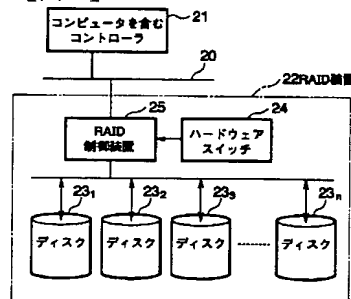 21
コンピュータを含む
コントローラ
20
22RAID装置
25
24
RAID
制御装置
ハードウェア
スイッチ
23₁
23₂
23₃
23ₙ
ディスク
ディスク
ディスク
ディスク